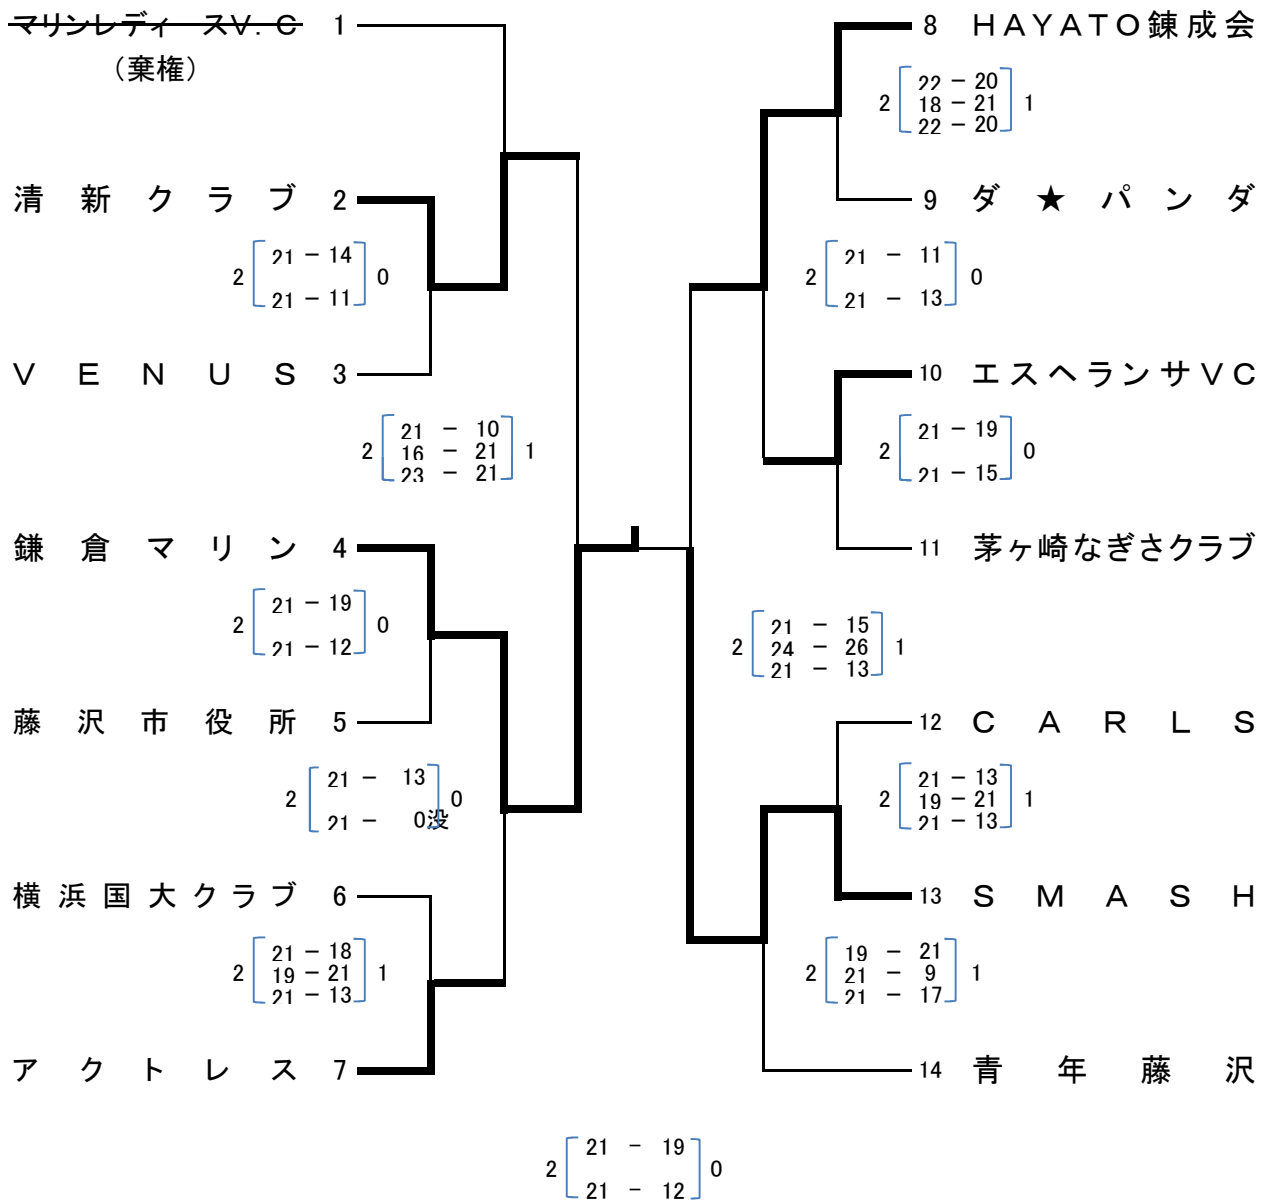 マリンレディースV.C 1
（棄権）
清新クラブ 2
2 21 － 14 0
21 － 11
VENUS 3
2 21 － 10 1
16 － 21
23 － 21
鎌倉マリン 4
2 21 － 19 0
21 － 12
藤沢市役所 5
2 21 － 13 0
21 － 0没
横浜国大クラブ 6
2 21 － 18 1
19 － 21
21 － 13
アクトレス 7
8 HAYATO錬成会
2 22 － 20 1
18 － 21
22 － 20
9 ダ★パンダ
2 21 － 11 0
21 － 13
10 エスペランサVC
2 21 － 19 0
21 － 15
11 茅ヶ崎なぎさクラブ
2 21 － 15 1
24 － 26
21 － 13
12 CARLS
2 21 － 13 1
19 － 21
21 － 13
13 SMASH
2 19 － 21 1
21 － 9
21 － 17
14 青年藤沢
2 21 － 19 0
21 － 12